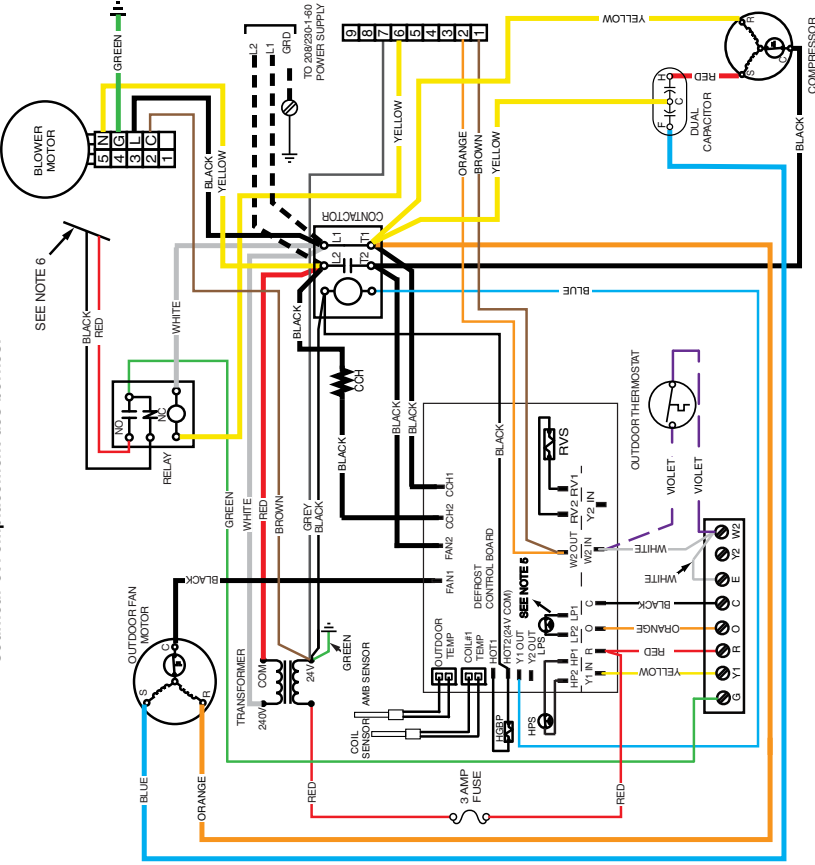 GREEN
BLOWER
MOTOR
5 N
4 G
3 L
2 C
1
L2
L1
GRD
TO 208/230-1-60
POWER SUPPLY
9
8
7
6
5
4
3
2
1
YELLOW
R
S
C
COMPRESSOR
RED
H
C
F
DUAL
CAPACITOR
BLACK
YELLOW
ORANGE
BROWN
YELLOW
BLACK
YELLOW
SEE NOTE 6
BLACK
RED
WHITE
CONTACTOR
L1
T1
L2
T2
BLUE
BLACK
CCH
BLACK
BLACK
BLACK
BLACK
NO
NC
RELAY
GREEN
WHITE
RED
BROWN
GREY
BLACK
OUTDOOR THERMOSTAT
VIOLET
VIOLET
RVS
CCH1
CCH2
FAN2
FAN1
RV1
RV2
Y2 IN
W2 OUT
W2 IN
DEFROST
CONTROL BOARD
SEE NOTE 5
LPS
C
LP1
LP2
O
HP1
R
HP2
Y1 IN
HPS
OUTDOOR
TEMP
COIL#1
TEMP
HOT1
HOT2 (24V COM)
Y1 OUT
Y2 OUT
HGBP
AMB SENSOR
COIL
SENSOR
OUTDOOR FAN
MOTOR
S
C
R
BLACK
TRANSFORMER
240V
COM
24V
GREEN
BLUE
ORANGE
RED
3 AMP
FUSE
RED
WHITE
WHITE
BLACK
ORANGE
RED
YELLOW
W2
Y2
E
C
O
R
Y1
G